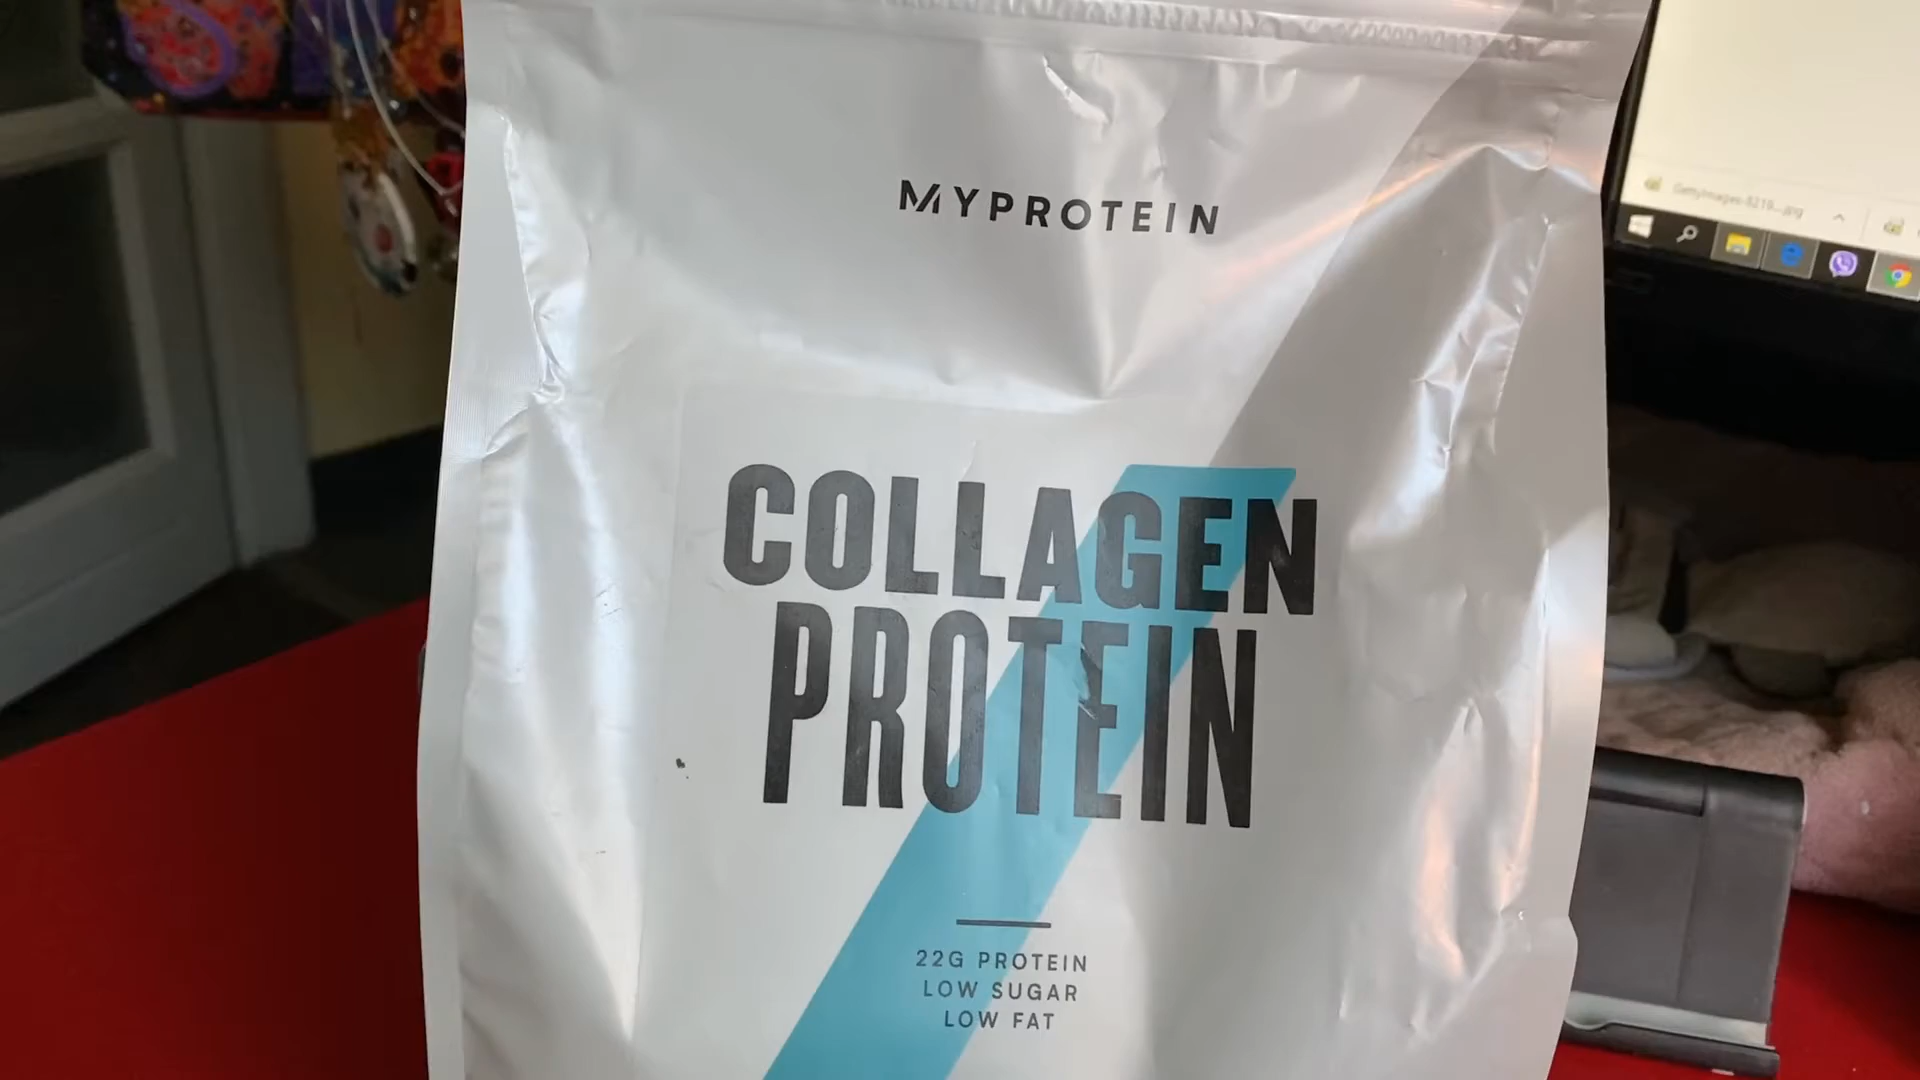 MYPROTEIN
COLLAGEN
PROTEIN
22G PROTEIN
LOW SUGAR
LOW FAT